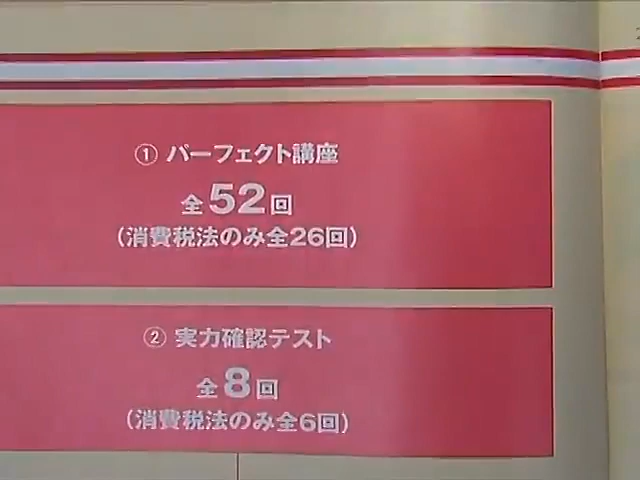 ① パーフェクト講座
全52回
(消費税法のみ全26回)
② 実力確認テスト
全8回
(消費税法のみ全6回)